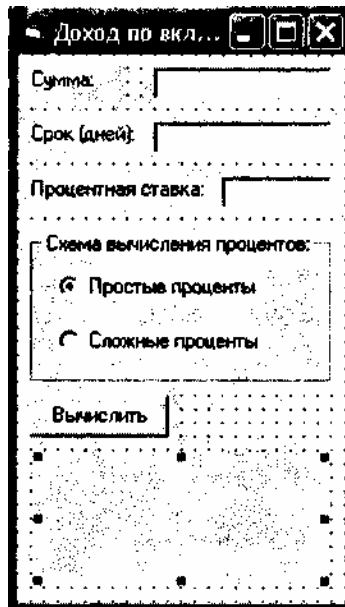 Доход по вкл...
Сумма:
Срок (дней):
Процентная ставка:
Схема вычисления процентов:
Простые проценты
Сложные проценты
Вычислить